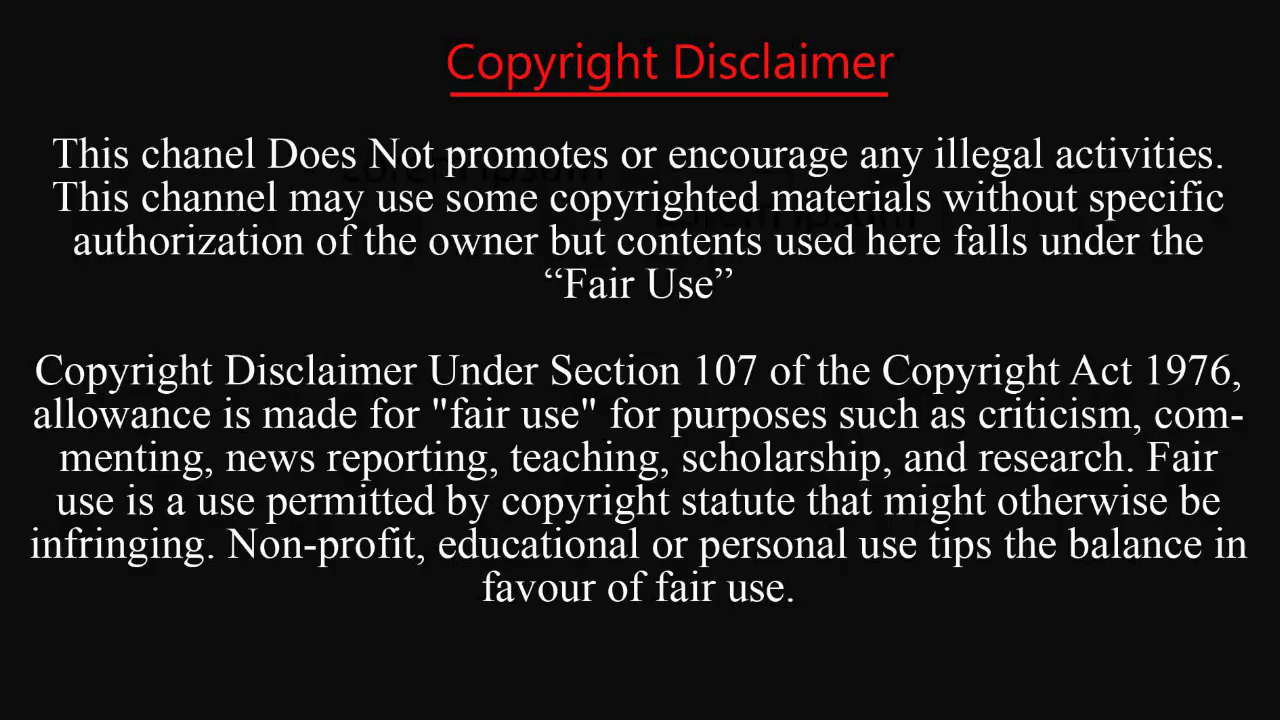 Copyright Disclaimer
This chanel Does Not promotes or encourage any illegal activities.
This channel may use some copyrighted materials without specific
authorization of the owner but contents used here falls under the
“Fair Use”
Copyright Disclaimer Under Section 107 of the Copyright Act 1976,
allowance is made for "fair use" for purposes such as criticism, com-
menting, news reporting, teaching, scholarship, and research. Fair
use is a use permitted by copyright statute that might otherwise be
infringing. Non-profit, educational or personal use tips the balance in
favour of fair use.